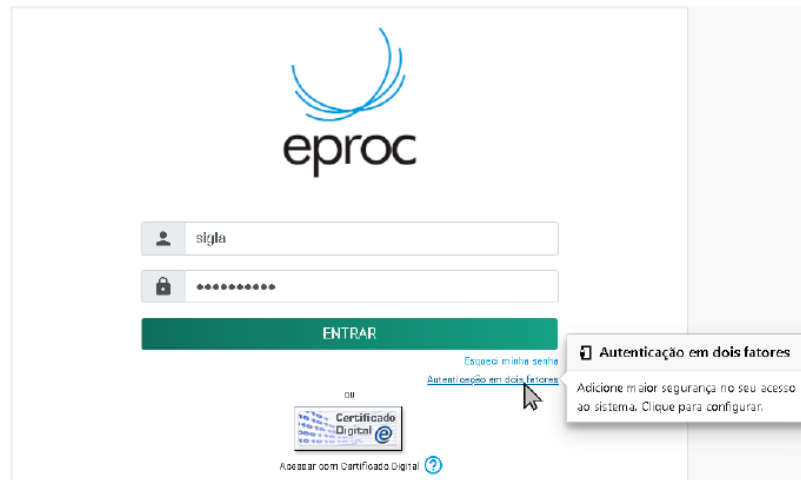 eproc
sigla
ENTRAR
Esqueci minha senha
Autenticação em dois fatores
Autenticação em dois fatores
Adicione maior segurança no seu acesso
ao sistema. Clique para configurar.
ou
Certificado
Digital
Acessar com Certificado Digital ?